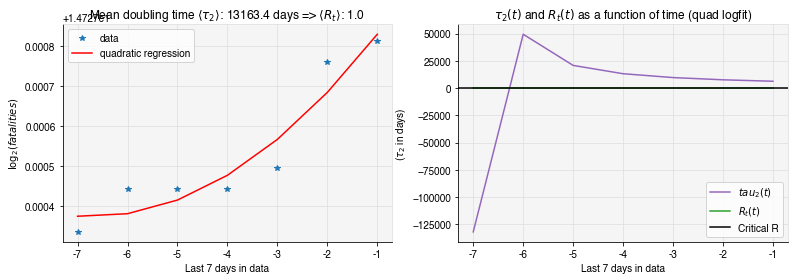 Mean doubling time ⟨τ₂⟩: 13163.4 days => ⟨Rₜ⟩: 1.0
0.0008
0.0007
0.0006
0.0005
0.0004
log₂(fatalities)
data
quadratic regression
-7 -6 -5 -4 -3 -2 -1
Last 7 days in data
τ₂(t) and Rₜ(t) as a function of time (quad logfit)
50000
25000
0
-25000
-50000
-75000
-100000
-125000
(τ₂ in days)
tau₂(t)
Rₜ(t)
Critical R
-7 -6 -5 -4 -3 -2 -1
Last 7 days in data